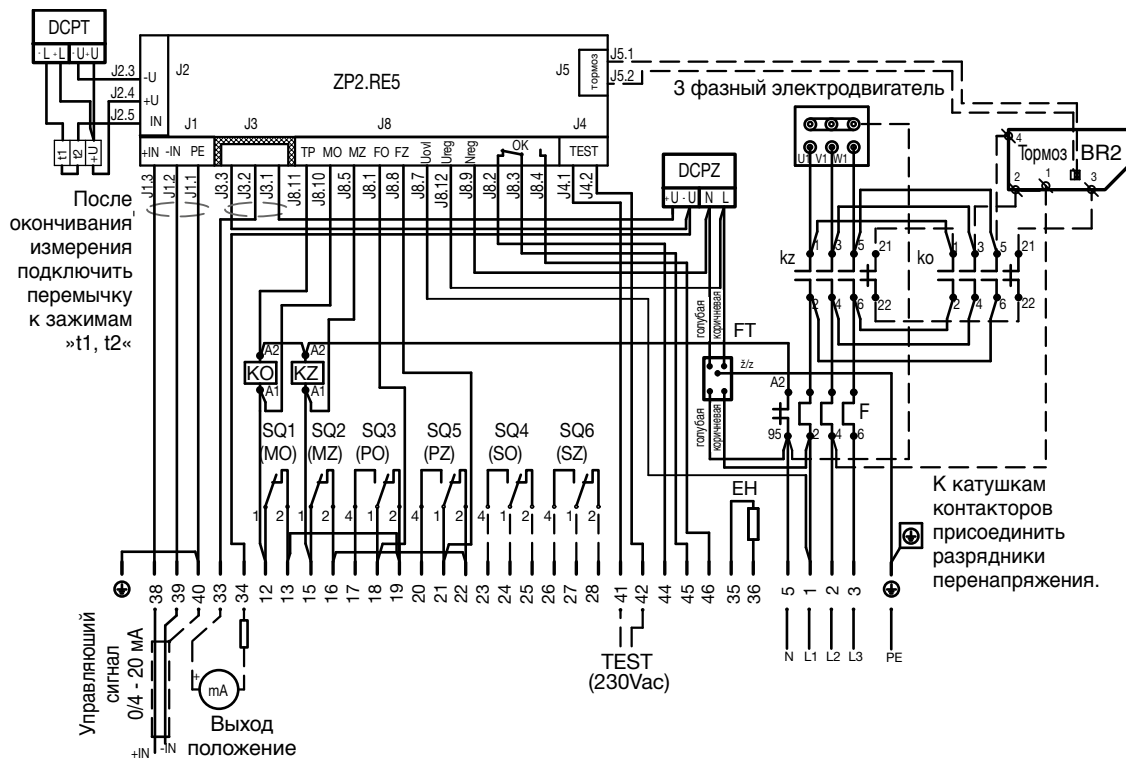 DCPT
-L +L -U +U
J2.3
J2.4
J2.5
-U
+U
IN
J2
ZP2.RE5
J5
тормоз
J5.1
J5.2
t1 t2 +U
J1 J3 J8 J4
+IN -IN PE TP MO MZ FO FZ Uovl Ureg Nreg OK TEST
J1.3 J1.2 J1.1 J3.3 J3.2 J3.1 J8.11 J8.10 J8.5 J8.1 J8.8 J8.7 J8.12 J8.9 J8.2 J8.3 J8.4 J4.1 J4.2
После
окончивания
измерения
подключить
перемычку
к зажимам
»t1, t2«
DCPZ
+U -U N L
3 фазный электродвигатель
U1 V1 W1
4
Тормоз BR2
2 1 3
kz
1 3 5 21
2 4 6 22
ko
1 3 5 21
2 4 6 22
голубая
коричневая
FT
ž/z
голубая
коричневая
A2
F
95 2 4 6
A2 A2
KO KZ
A1 A1
SQ1 SQ2 SQ3 SQ5 SQ4 SQ6
(MO) (MZ) (PO) (PZ) (SO) (SZ)
1 2 1 2 4 1 2 4 1 2 4 1 2 4 1 2
EH
К катушкам
контакторов
присоединить
разрядники
перенапряжения.
38 39 40 33 34 12 13 15 16 17 18 19 20 21 22 23 24 25 26 27 28 41 42 44 45 46 35 36 5 1 2 3
N L1 L2 L3 PE
TEST
(230Vac)
Управляюший
сигнал
0/4 - 20 мА
+IN -IN
+
mA
Выход
положение